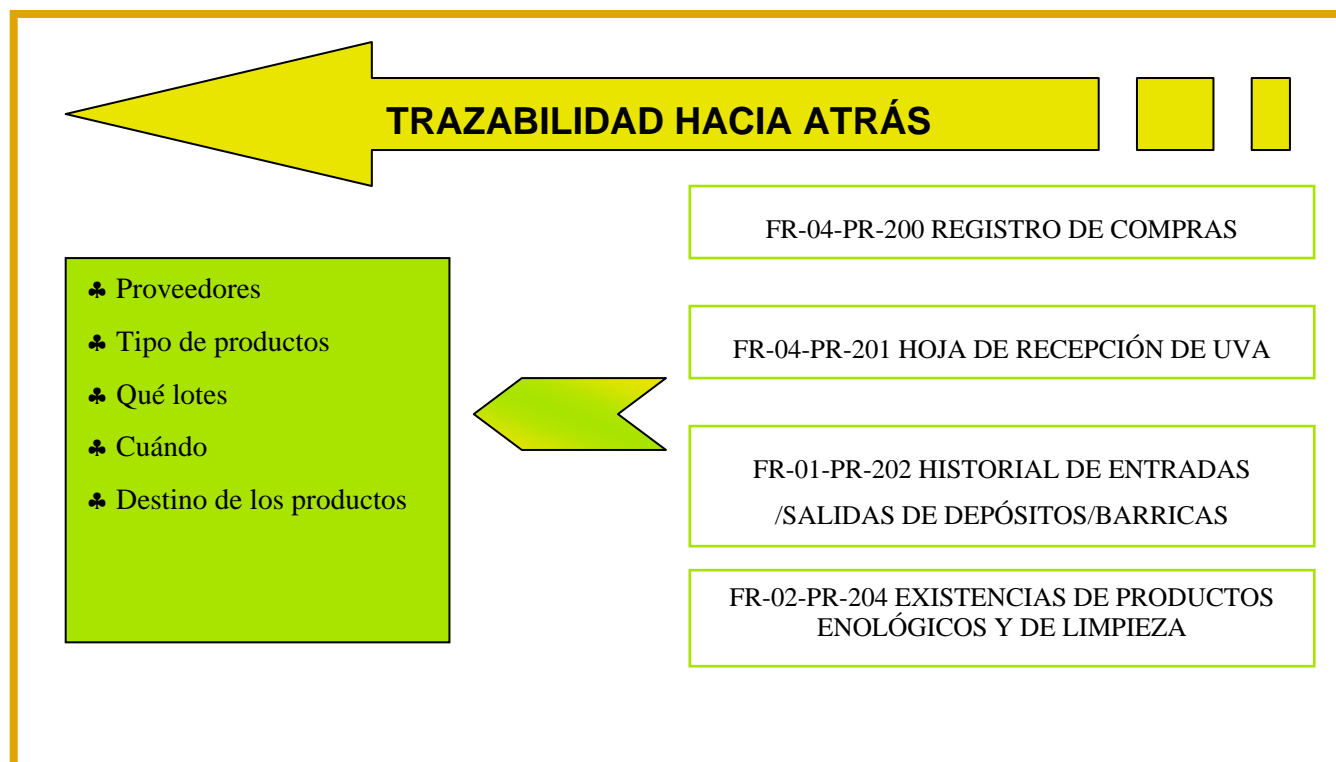 TRAZABILIDAD HACIA ATRÁS
♣ Proveedores
♣ Tipo de productos
♣ Qué lotes
♣ Cuándo
♣ Destino de los productos
FR-04-PR-200 REGISTRO DE COMPRAS
FR-04-PR-201 HOJA DE RECEPCIÓN DE UVA
FR-01-PR-202 HISTORIAL DE ENTRADAS
/SALIDAS DE DEPÓSITOS/BARRICAS
FR-02-PR-204 EXISTENCIAS DE PRODUCTOS
ENOLÓGICOS Y DE LIMPIEZA